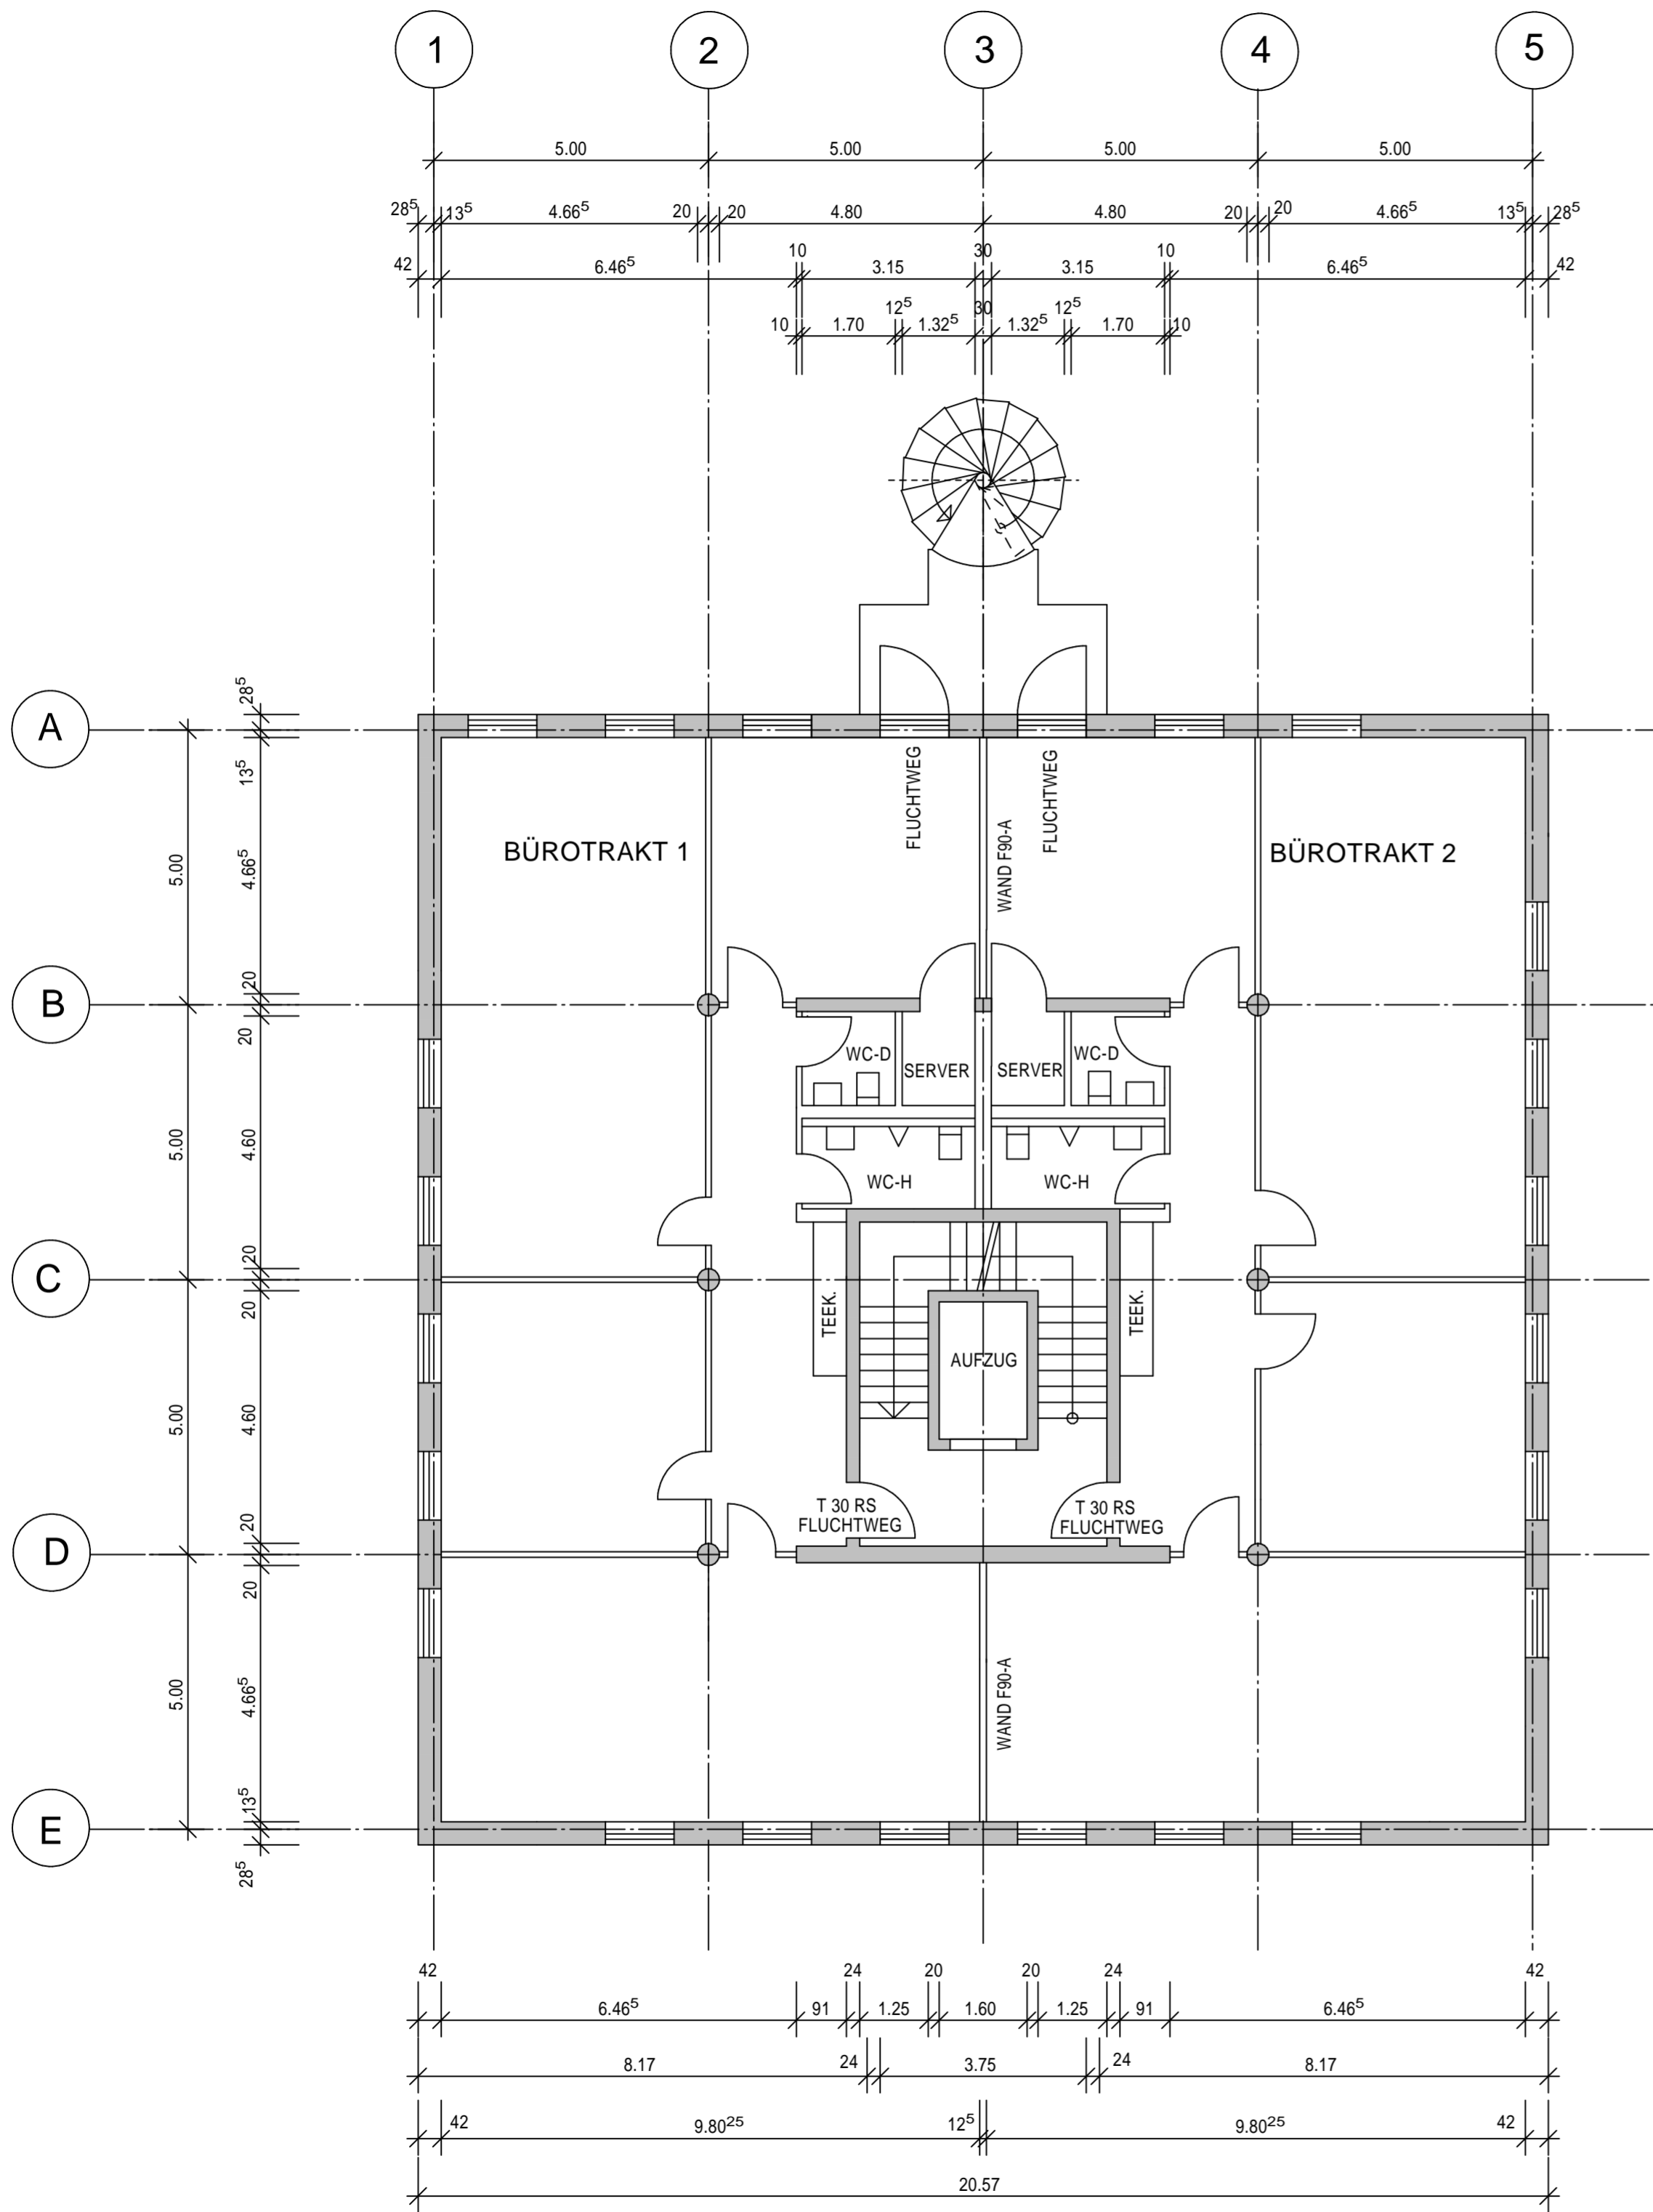 1 2 3 4 5
5.00 5.00 5.00 5.00
28⁵ 13⁵ 4.66⁵ 20 20 4.80 4.80 20 20 4.66⁵ 13⁵ 28⁵
42 6.46⁵ 10 3.15 30 3.15 10 6.46⁵ 42
10 1.70 12⁵ 1.32⁵ 30 1.32⁵ 12⁵ 1.70 10
A
B
C
D
E
5.00
5.00
5.00
5.00
28⁵
13⁵
4.66⁵
20
20
4.60
20
20
4.60
20
20
4.66⁵
13⁵
28⁵
FLUCHTWEG
FLUCHTWEG
WAND F90-A
BÜROTRAKT 1
BÜROTRAKT 2
WC-D
SERVER
SERVER
WC-D
WC-H
WC-H
TEEK.
TEEK.
AUFZUG
T 30 RS
FLUCHTWEG
T 30 RS
FLUCHTWEG
WAND F90-A
42 6.46⁵ 91 24 1.25 20 1.60 20 1.25 24 91 6.46⁵ 42
8.17 24 3.75 24 8.17
42 9.80²⁵ 12⁵ 9.80²⁵ 42
20.57